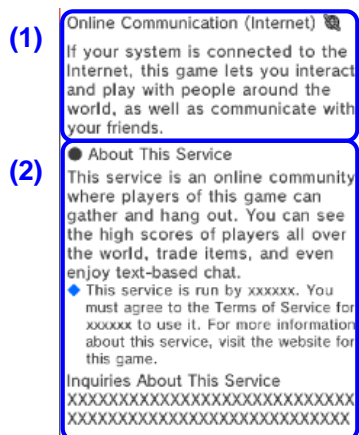 (1)
Online Communication (Internet)
If your system is connected to the
Internet, this game lets you interact
and play with people around the
world, as well as communicate with
your friends.
(2)
● About This Service
This service is an online community
where players of this game can
gather and hang out. You can see
the high scores of players all over
the world, trade items, and even
enjoy text-based chat.
◆ This service is run by xxxxxx. You
must agree to the Terms of Service for
xxxxxx to use it. For more information
about this service, visit the website for
this game.
Inquiries About This Service
XXXXXXXXXXXXXXXXXXXXXXXXXXXX
XXXXXXXXXXXXXXXXXXXXXXXXXXX